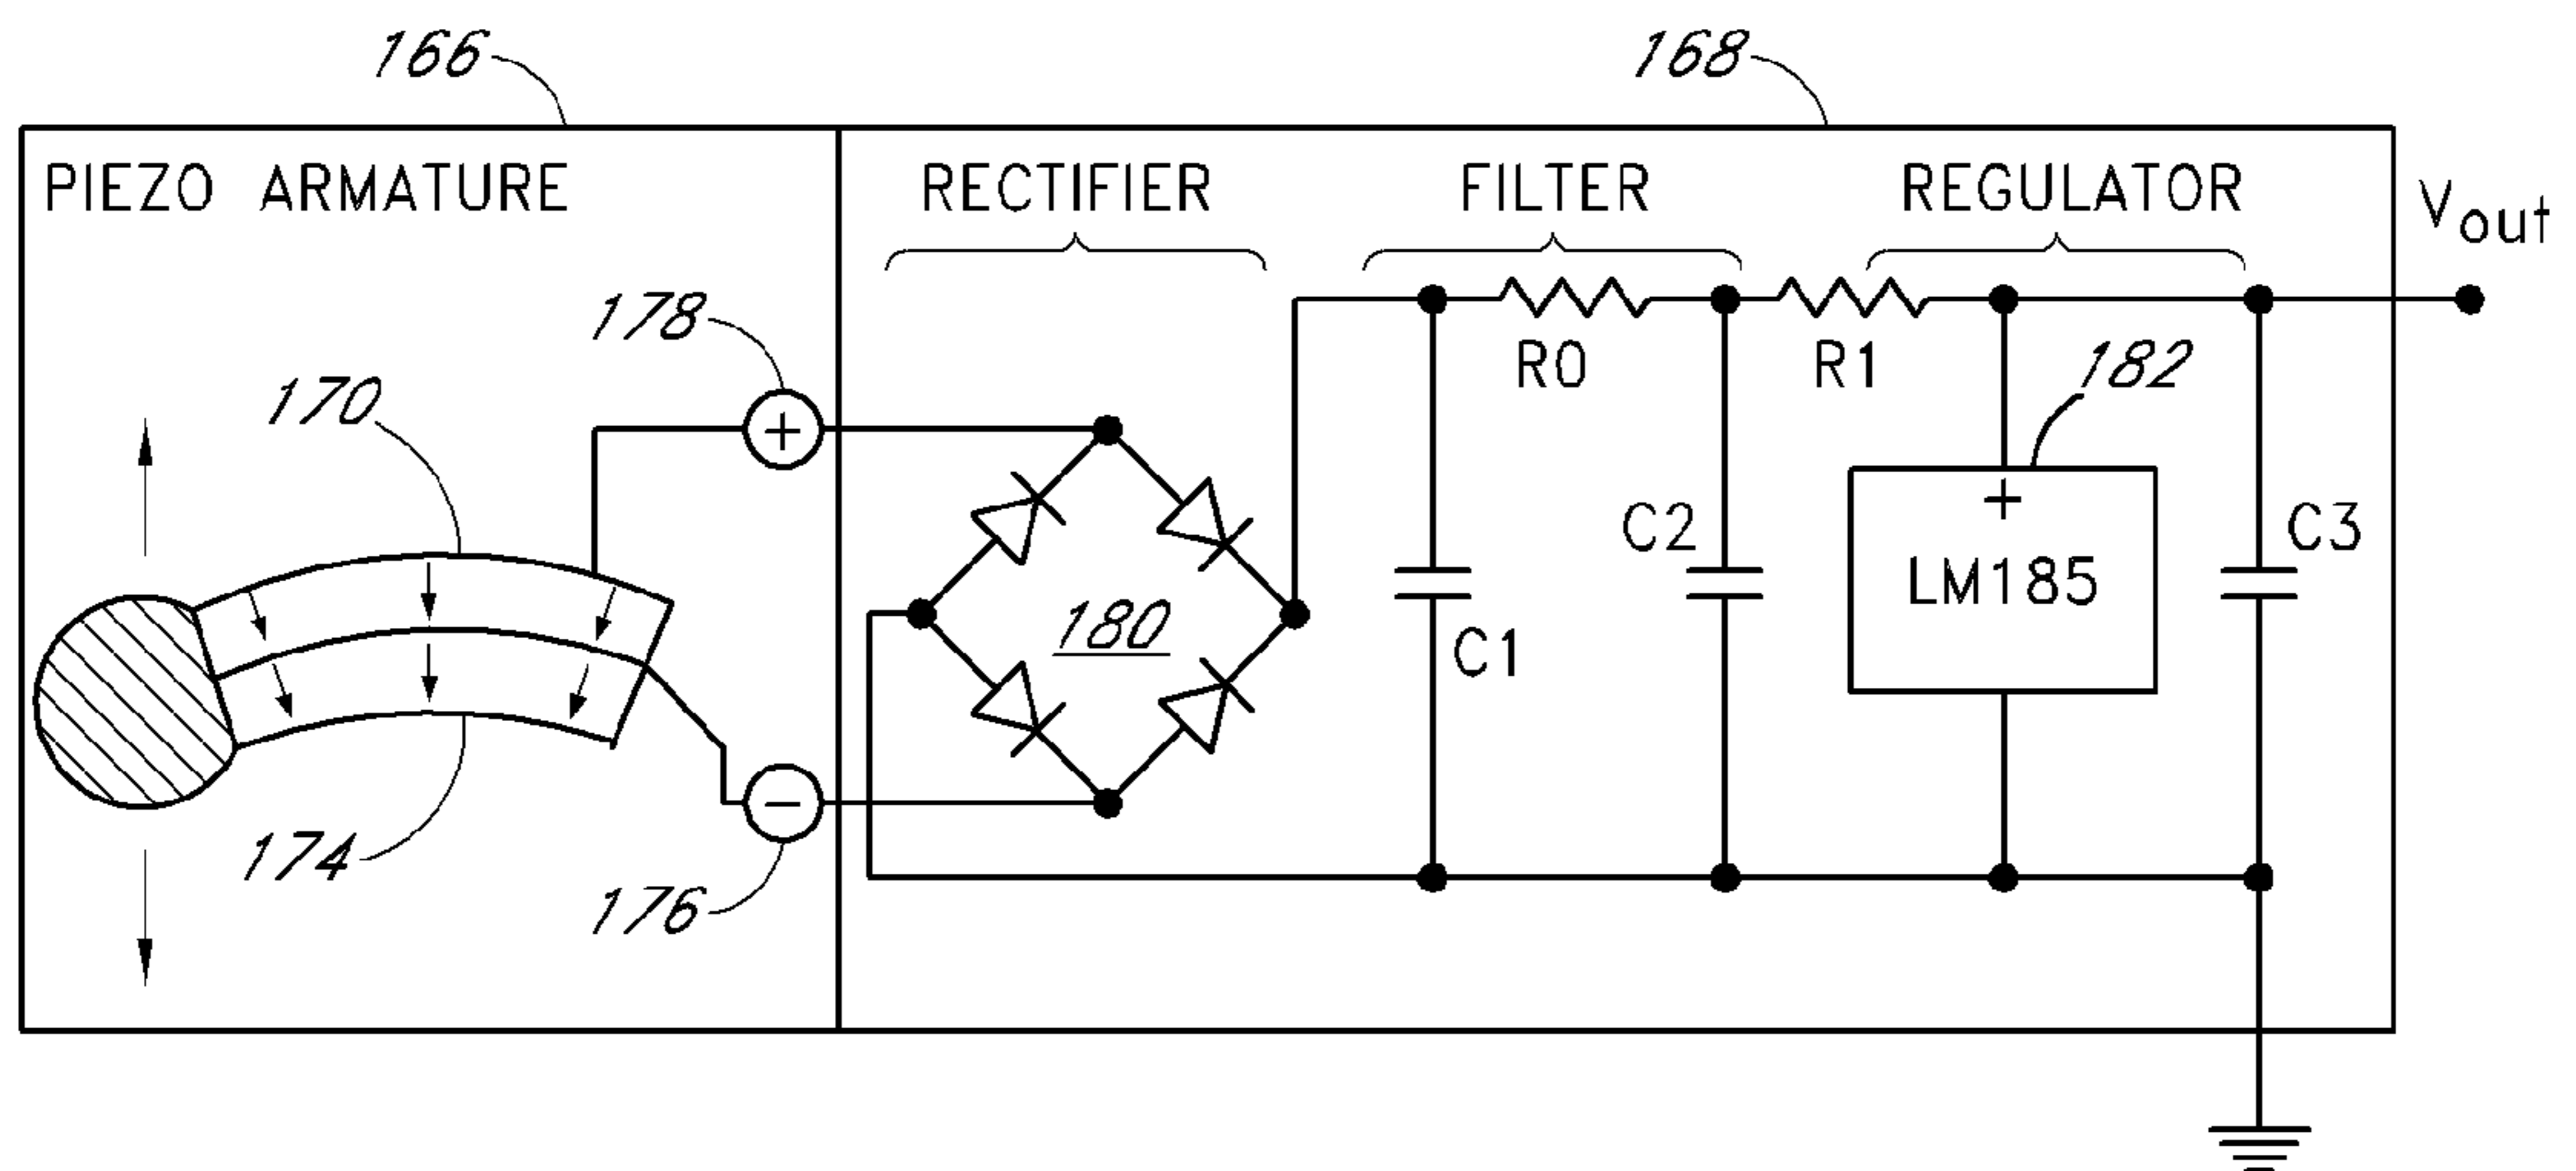 166
168
PIEZO ARMATURE
RECTIFIER
FILTER
REGULATOR
Vout
178
170
R0
R1
182
+
+
C2
C3
LM185
180
C1
−
174
176